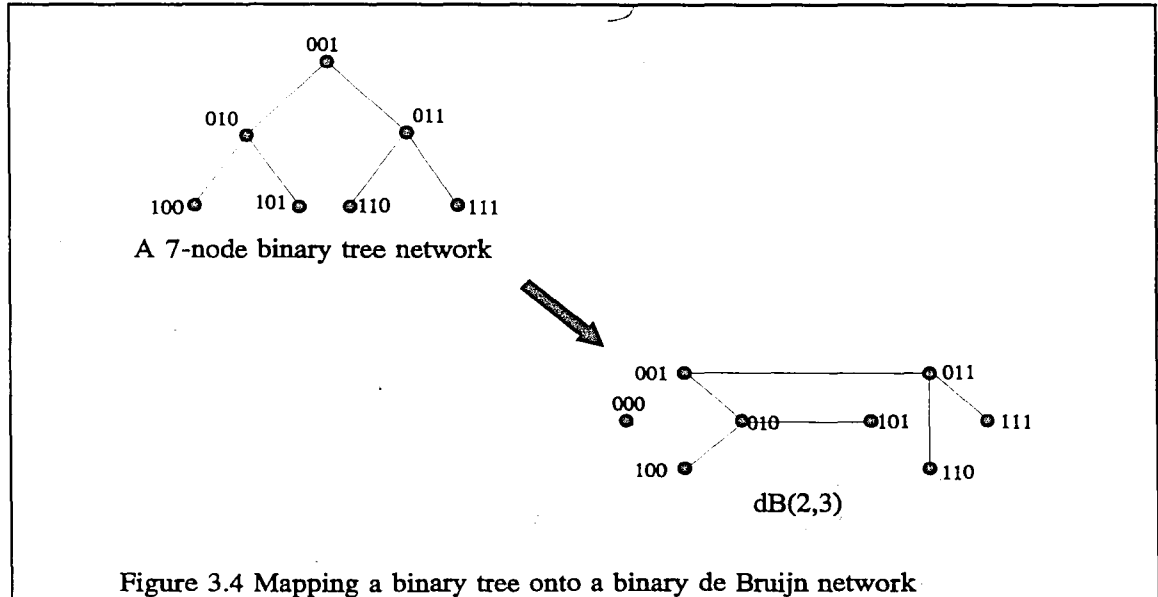 001
010 011
100 101 110 111
A 7-node binary tree network
001 011
000
010 101 111
100 110
dB(2,3)
Figure 3.4 Mapping a binary tree onto a binary de Bruijn network